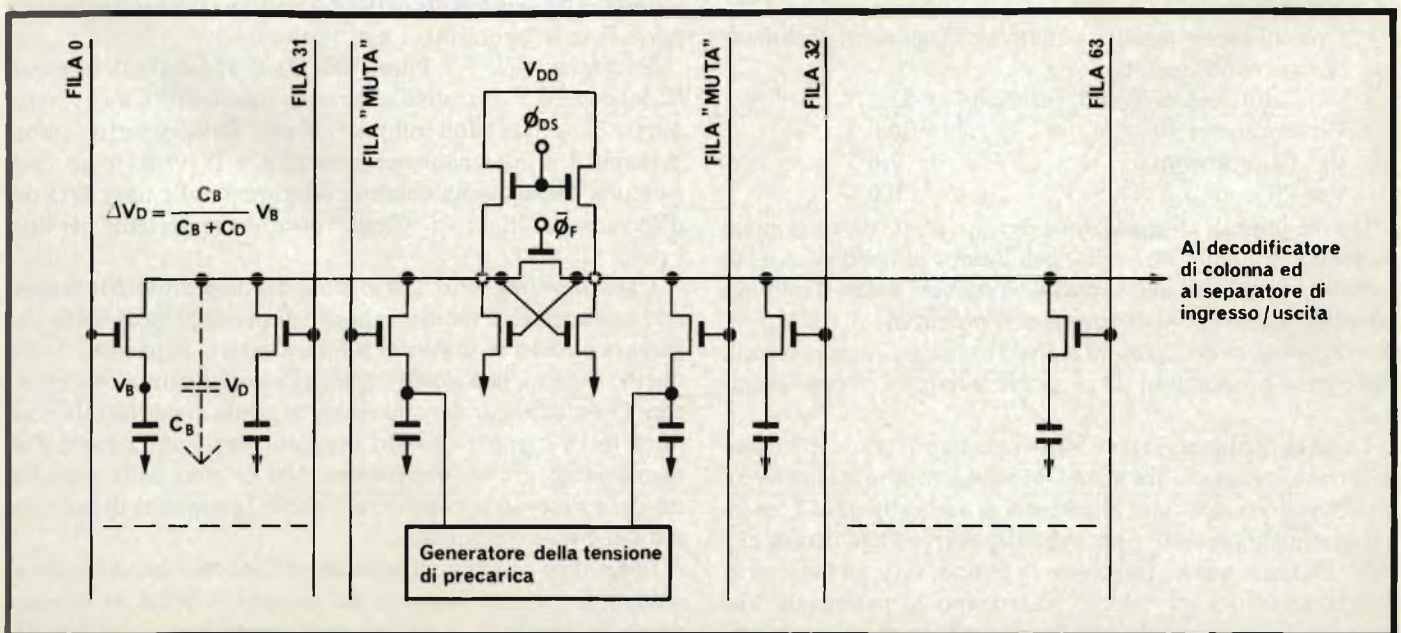 FILA 0
FILA 31
FILA "MUTA"
V_DD
ϕ_DS
ϕ̄_F
FILA "MUTA"
FILA 32
FILA 63
ΔV_D = C_B / (C_B + C_D) V_B
Al decodificatore
di colonna ed
al separatore di
ingresso / uscita
V_B
V_D
C_B
Generatore della tensione
di precarica